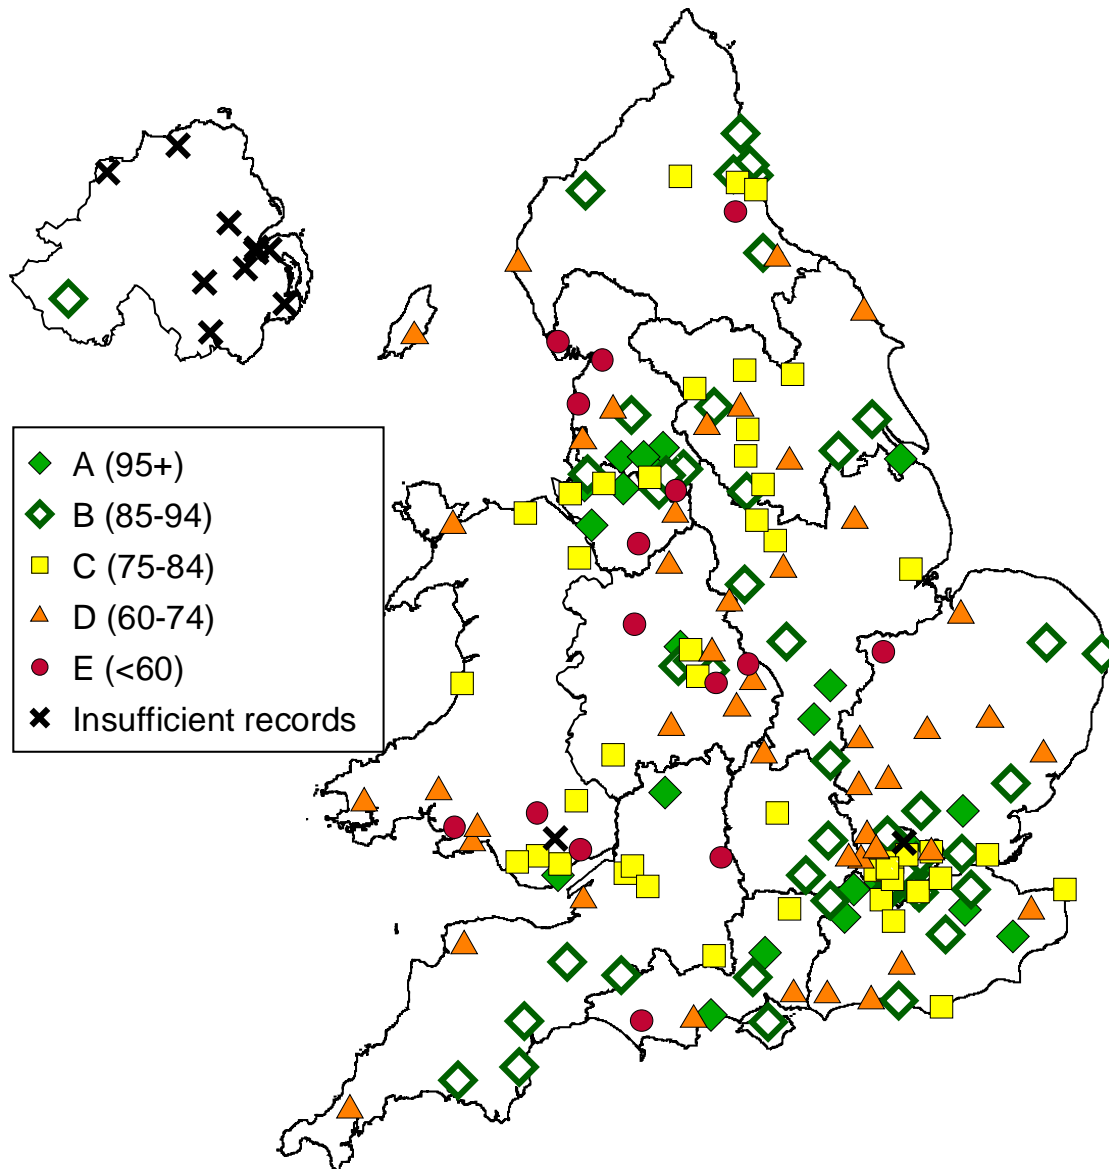 A (95+)
B (85-94)
C (75-84)
D (60-74)
E (<60)
Insufficient records